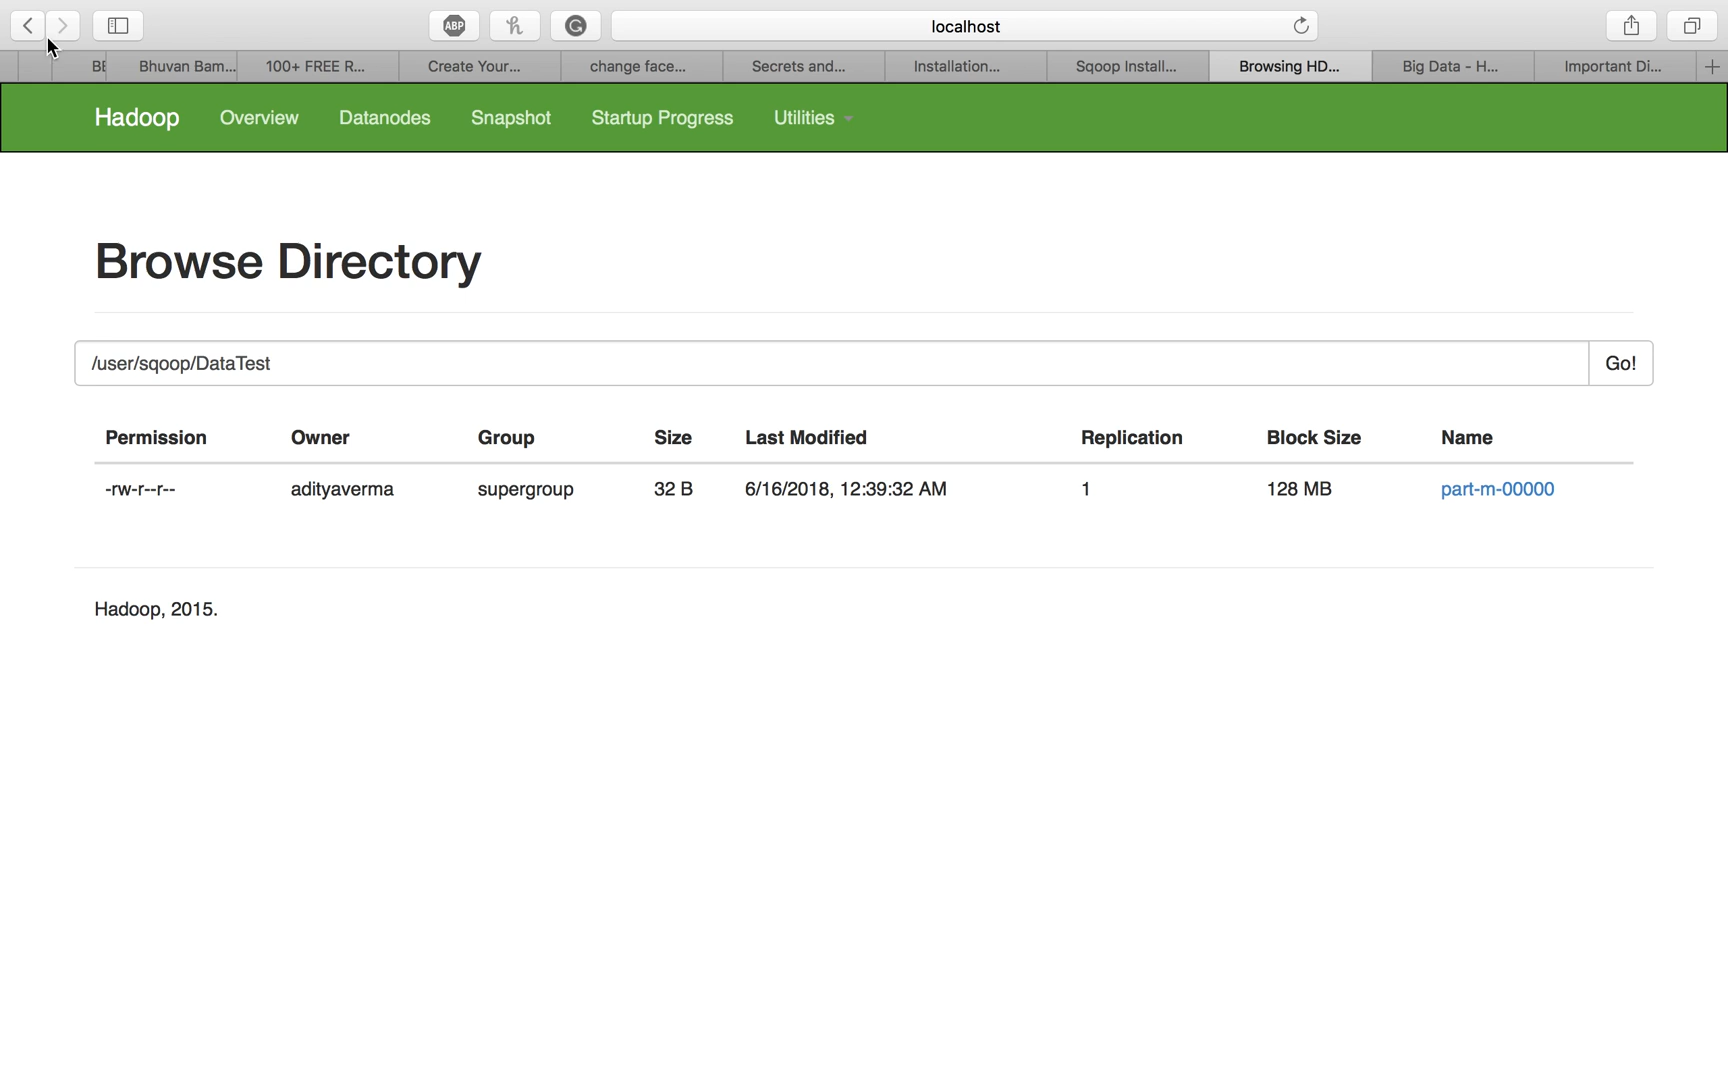 ABP
localhost
BE
Bhuvan Bam...
100+ FREE R...
Create Your...
change face...
Secrets and...
Installation...
Sqoop Install...
Browsing HD...
Big Data - H...
Important Di...
Hadoop Overview Datanodes Snapshot Startup Progress Utilities
Browse Directory
/user/sqoop/DataTest Go!
Permission Owner Group Size Last Modified Replication Block Size Name
-rw-r--r-- adityaverma supergroup 32 B 6/16/2018, 12:39:32 AM 1 128 MB part-m-00000
Hadoop, 2015.